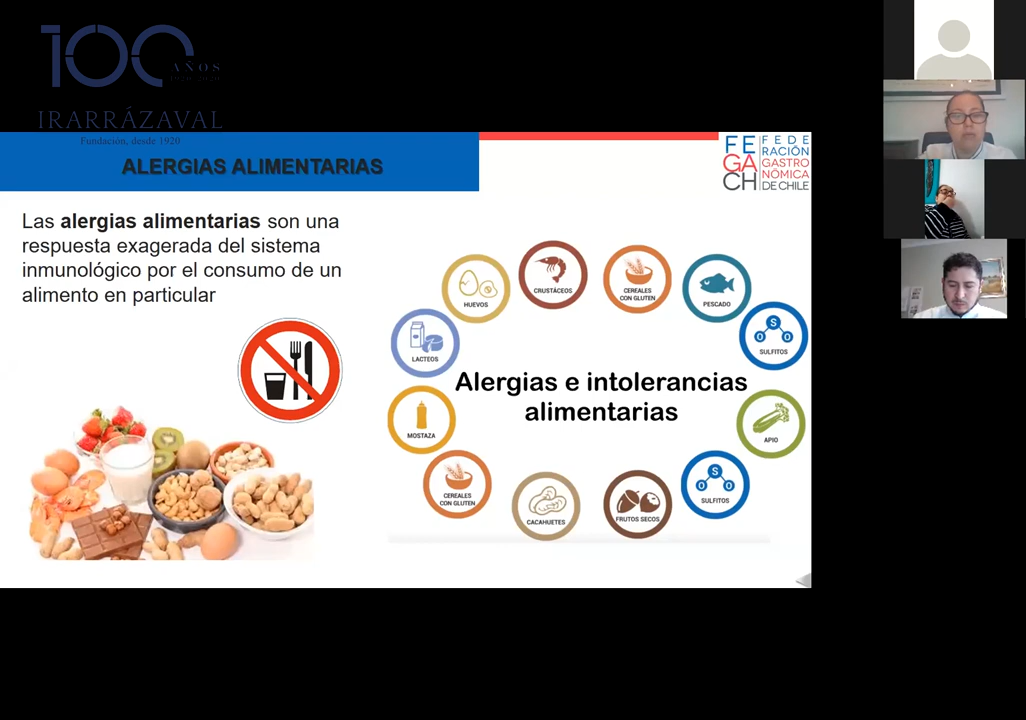 100
AÑOS
IRARRÁZAVAL
Fundación, desde 1920
ALERGIAS ALIMENTARIAS
FE
GA
CH
FEDE
RACIÓN
GASTRO
NÓMICA
DE CHILE
Las alergias alimentarias son una
respuesta exagerada del sistema
inmunológico por el consumo de un
alimento en particular
HUEVOS
CRUSTÁCEOS
CEREALES
CON GLUTEN
PESCADO
LACTEOS
S
O O
SULFITOS
Alergias e intolerancias
alimentarias
MOSTAZA
APIO
CEREALES
CON GLUTEN
CACAHUETES
FRUTOS SECOS
S
O O
SULFITOS